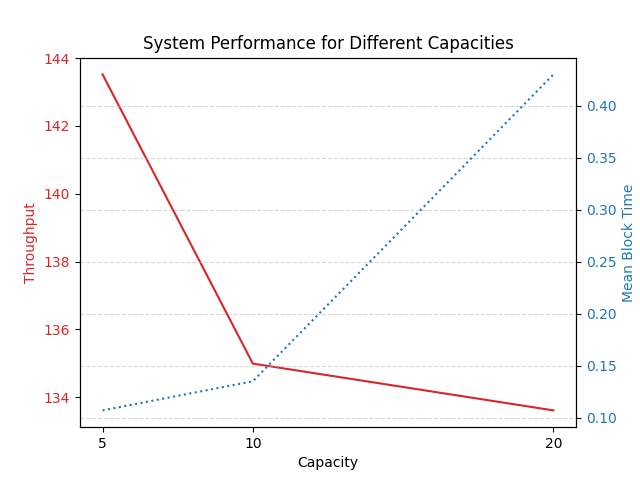 System Performance for Different Capacities
144
142
140
138
136
134
Throughput
0.40
0.35
0.30
0.25
0.20
0.15
0.10
Mean Block Time
5 10 20
Capacity